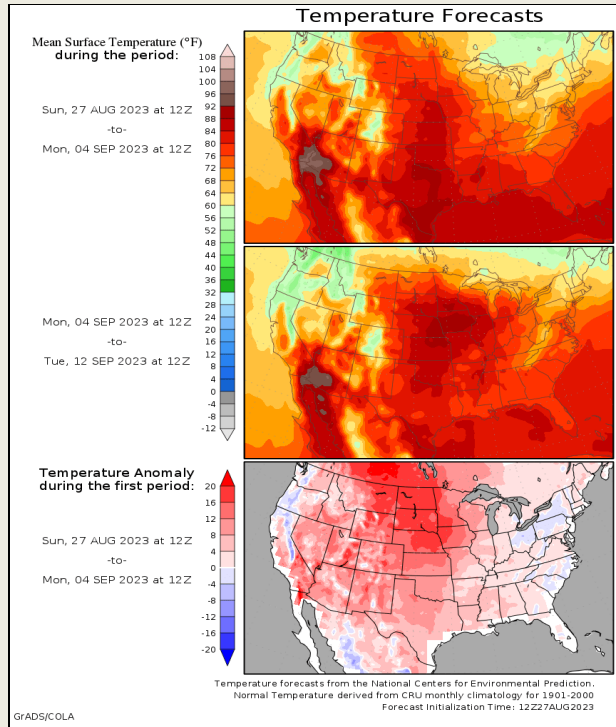 Temperature Forecasts
Mean Surface Temperature (°F)
during the period:
Sun, 27 AUG 2023 at 12Z
-to-
Mon, 04 SEP 2023 at 12Z
108
104
100
96
92
88
84
80
76
72
68
64
60
56
52
48
44
40
36
32
28
24
20
16
12
8
4
0
-4
-8
-12
Mon, 04 SEP 2023 at 12Z
-to-
Tue, 12 SEP 2023 at 12Z
Temperature Anomaly
during the first period:
Sun, 27 AUG 2023 at 12Z
-to-
Mon, 04 SEP 2023 at 12Z
20
16
12
8
4
0
-4
-8
-12
-16
-20
Temperature forecasts from the National Centers for Environmental Prediction.
Normal Temperature derived from CRU monthly climatology for 1901-2000
Forecast Initialization Time: 12Z27AUG2023
GrADS/COLA